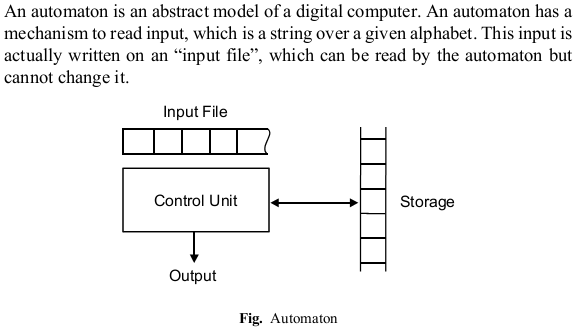 An automaton is an abstract model of a digital computer. An automaton has a
mechanism to read input, which is a string over a given alphabet. This input is
actually written on an “input file”, which can be read by the automaton but
cannot change it.
Input File
Control Unit
Storage
Output
Fig. Automaton